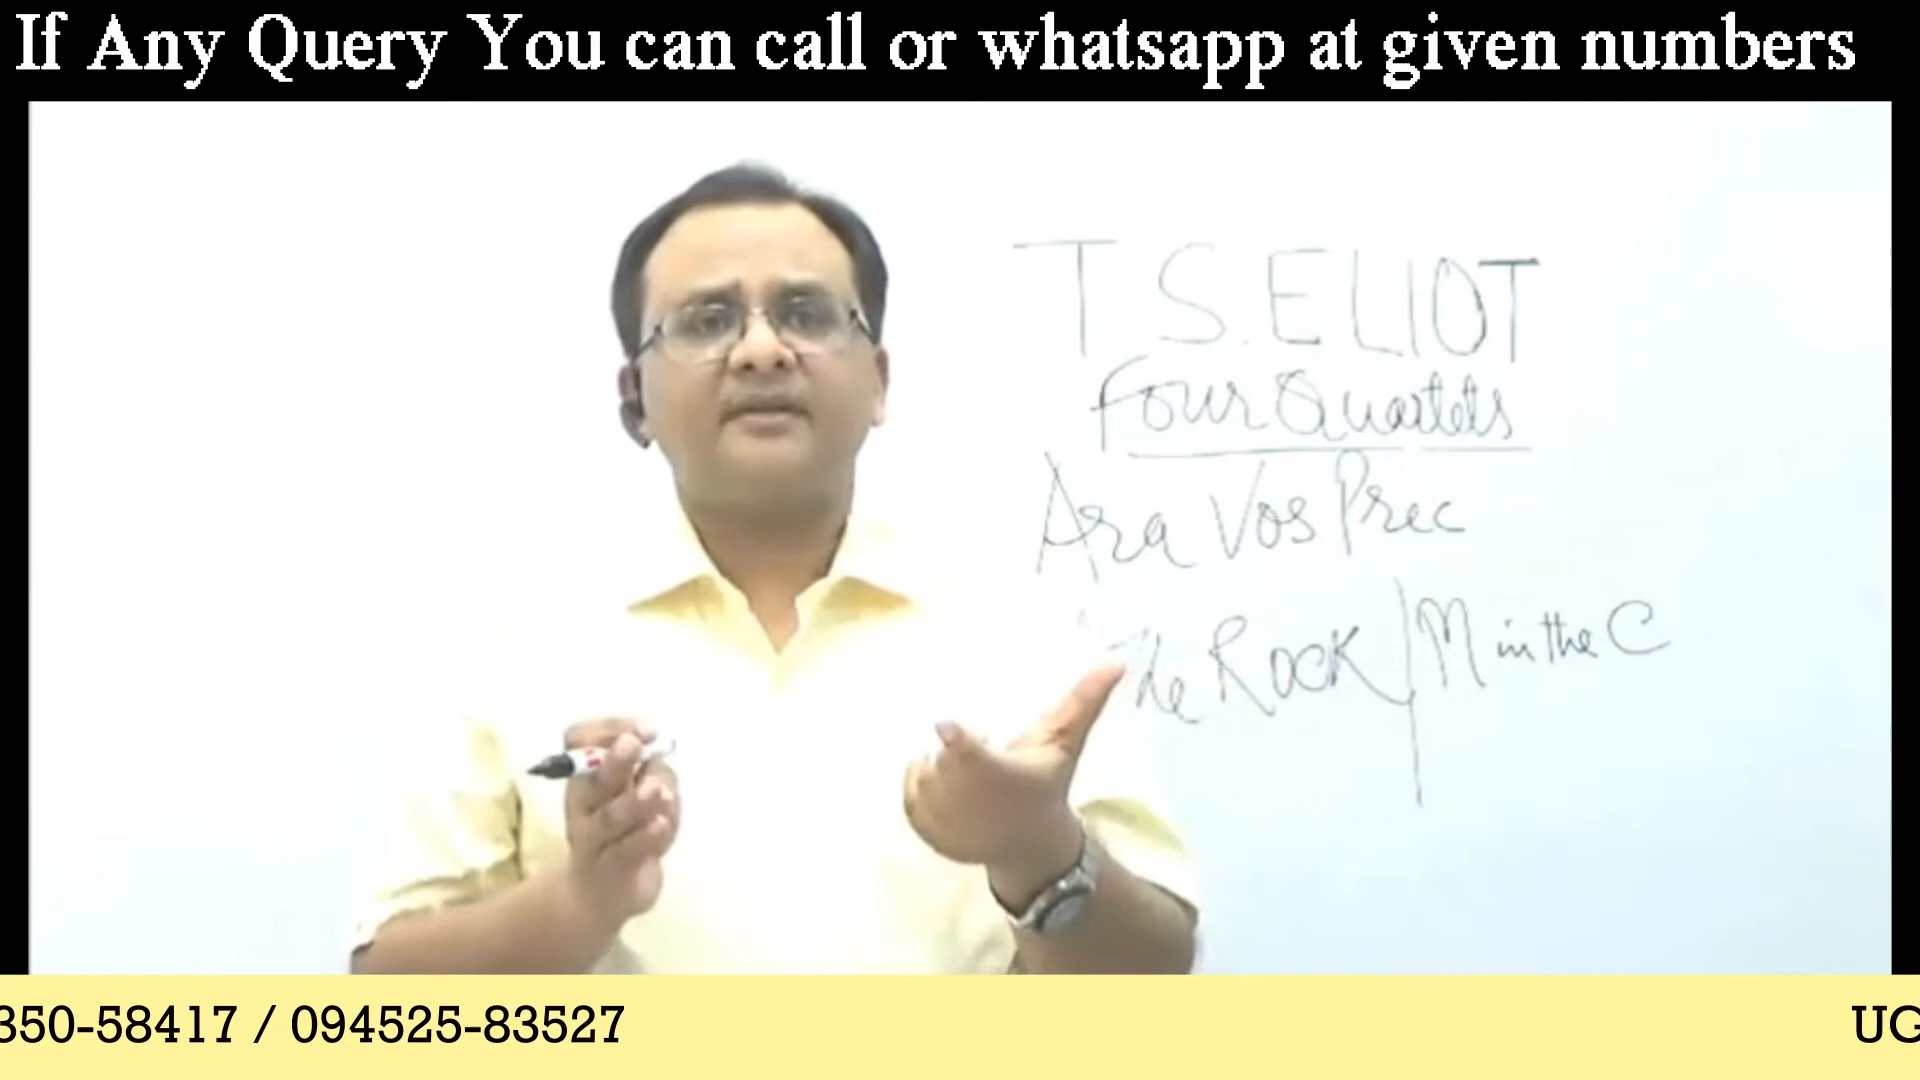 If Any Query You can call or whatsapp at given numbers
T S. ELIOT
Four Quartets
Ara Vos Prec
The Rock / M in the C
350-58417 / 094525-83527
UG